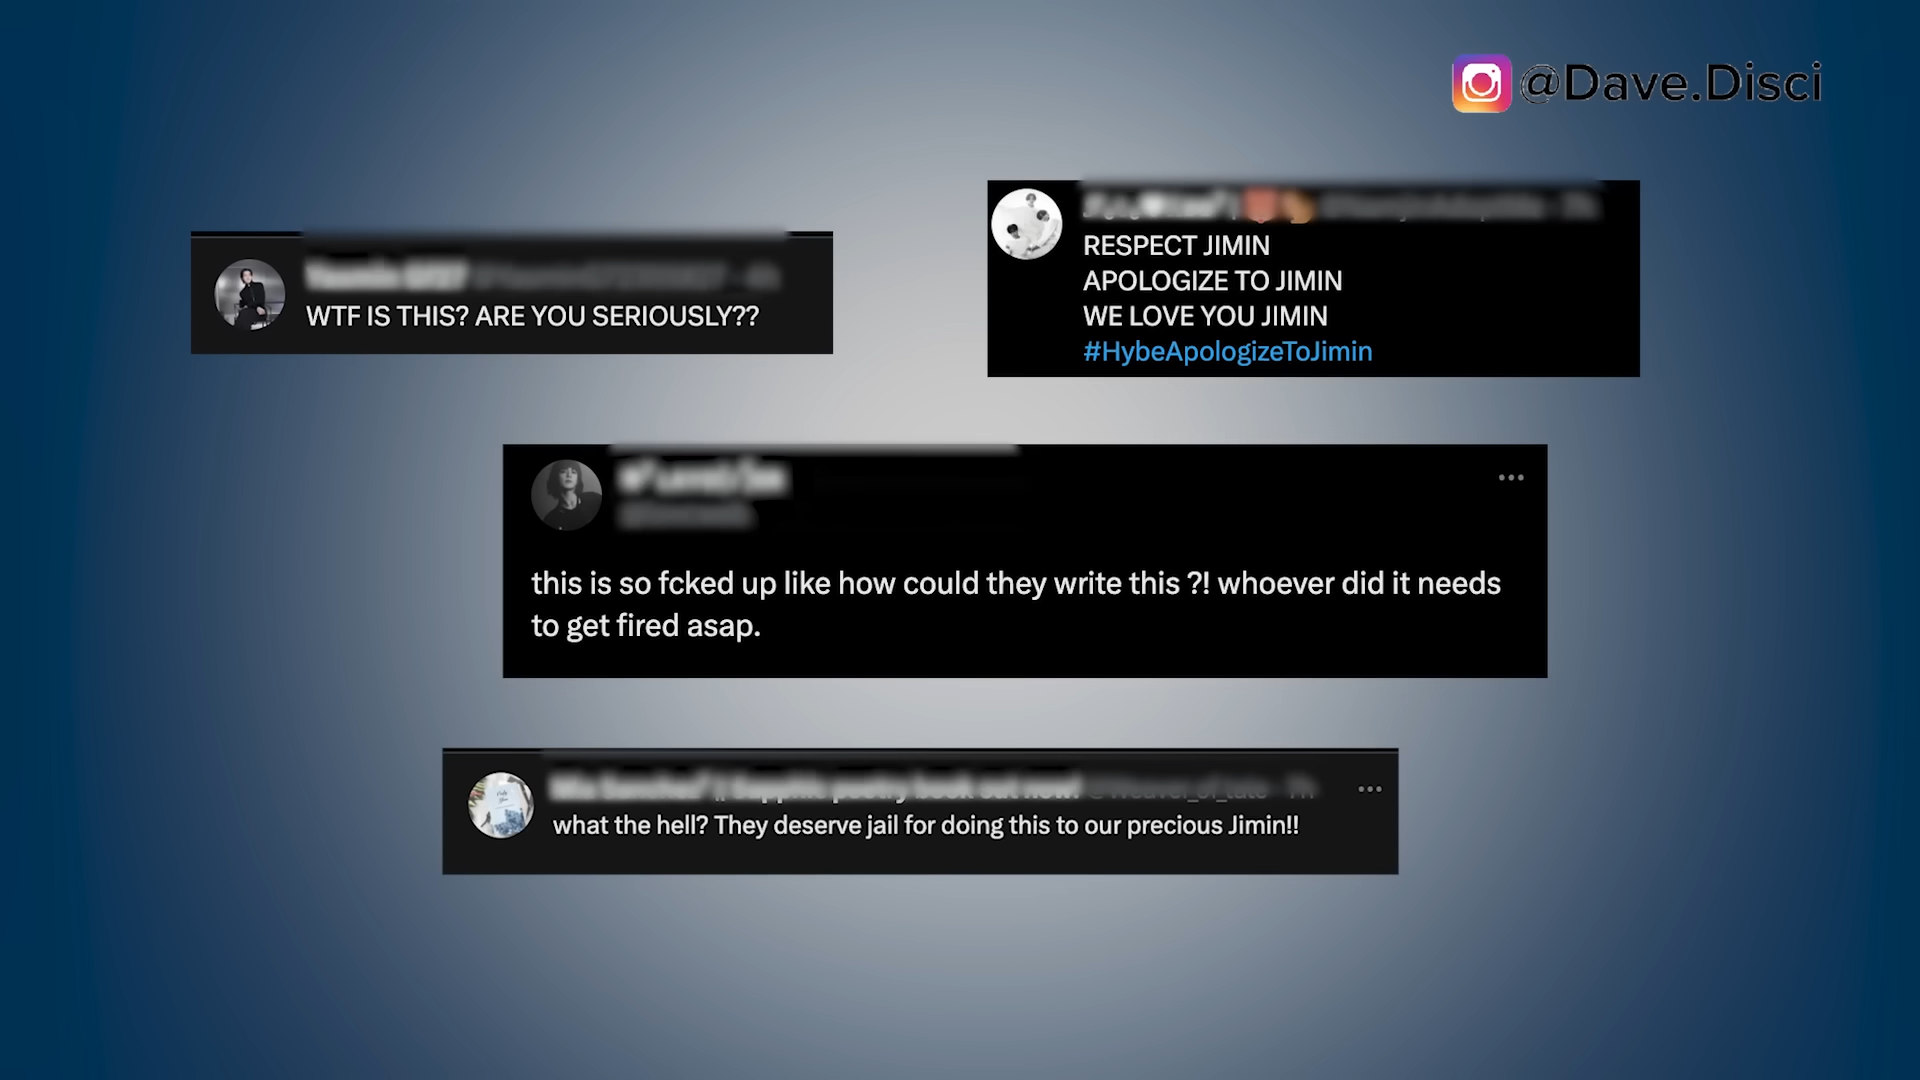 @Dave.Disci
WTF IS THIS? ARE YOU SERIOUSLY??
RESPECT JIMIN
APOLOGIZE TO JIMIN
WE LOVE YOU JIMIN
#HybeApologizeToJimin
this is so fcked up like how could they write this ?! whoever did it needs
to get fired asap.
what the hell? They deserve jail for doing this to our precious Jimin!!